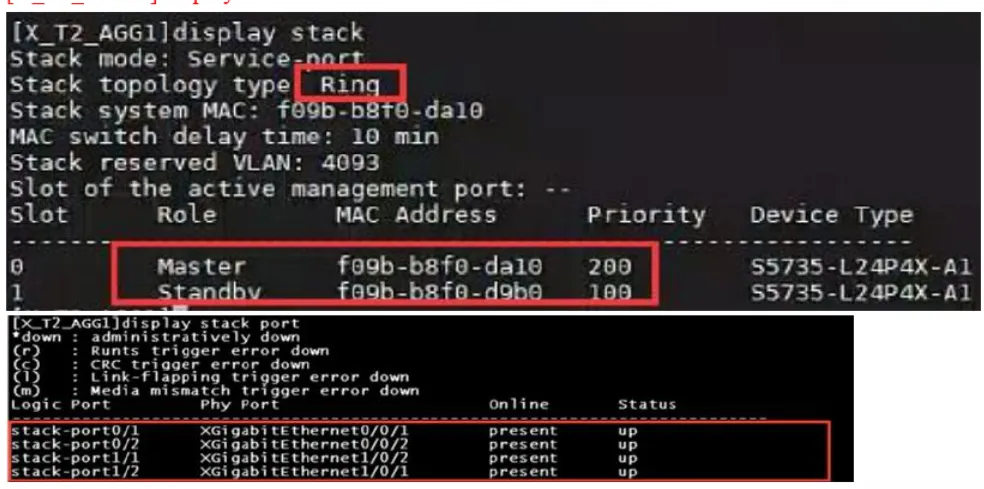 [X_T2_AGG1]display stack
Stack mode: Service-port
Stack topology type Ring
Stack system MAC: f09b-b8f0-da10
MAC switch delay time: 10 min
Stack reserved VLAN: 4093
Slot of the active management port: --
Slot Role MAC Address Priority Device Type
0 Master f09b-b8f0-da10 200 S5735-L24P4X-A1
1 Standby f09b-b8f0-d9b0 100 S5735-L24P4X-A1
[X_T2_AGG1]display stack port
*down : administratively down
(r) : Runts trigger error down
(c) : CRC trigger error down
(l) : Link-flapping trigger error down
(m) : Media mismatch trigger error down
Logic Port Phy Port Online Status
stack-port0/1 XGigabitEthernet0/0/1 present up
stack-port0/2 XGigabitEthernet0/0/2 present up
stack-port1/1 XGigabitEthernet1/0/2 present up
stack-port1/2 XGigabitEthernet1/0/1 present up